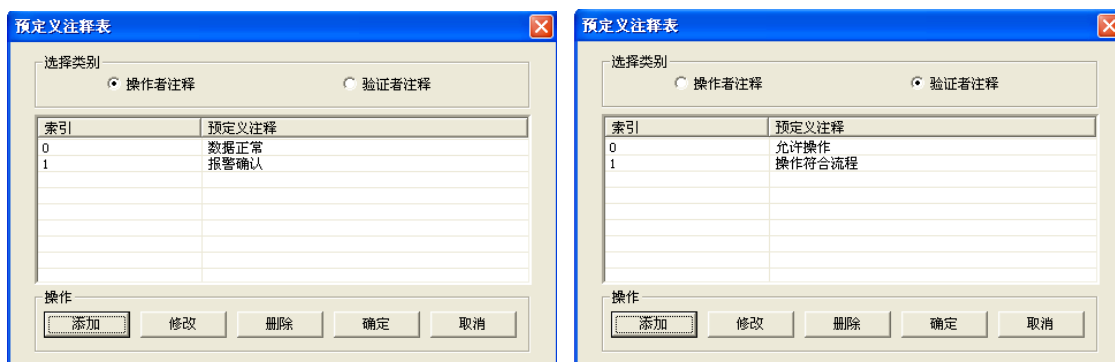 预定义注释表
选择类别
操作者注释 验证者注释
索引 预定义注释
0 数据正常
1 报警确认
操作
添加 修改 删除 确定 取消
预定义注释表
选择类别
操作者注释 验证者注释
索引 预定义注释
0 允许操作
1 操作符合流程
操作
添加 修改 删除 确定 取消